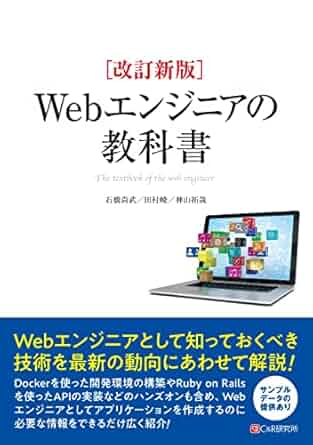 [改訂新版]
Webエンジニアの
教科書
The textbook of the web engineer
石橋尚武／田村崚／神山拓哉
Webエンジニアとして知っておくべき
技術を最新の動向にあわせて解説!
Dockerを使った開発環境の構築やRuby on Rails
を使ったAPIの実装などのハンズオンも含め、Web
エンジニアとしてアプリケーションを作成するのに
必要な情報をできるだけ広く紹介!
サンプル
データの
提供あり
C&R研究所